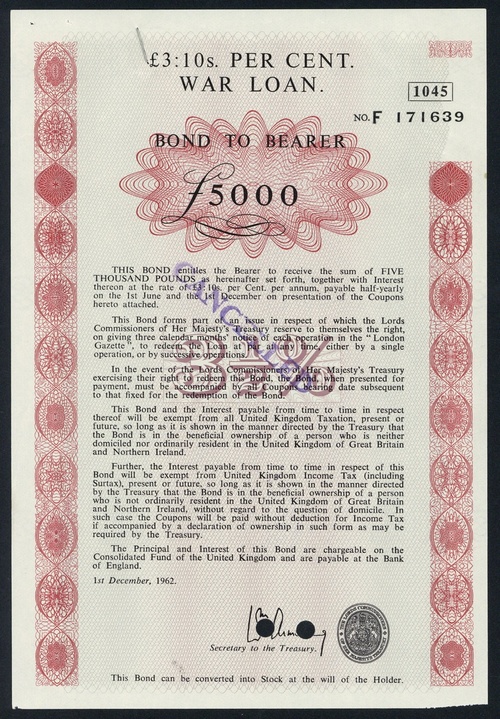 £3:10s. PER CENT.
WAR LOAN.
1045
NO. F 171639
BOND TO BEARER
£5000
THIS BOND entitles the Bearer to receive the sum of FIVE
THOUSAND POUNDS as hereinafter set forth, together with Interest
thereon at the rate of £3:10s. per Cent. per annum, payable half-yearly
on the 1st June and the 1st December on presentation of the Coupons
hereto attached.
CANCELLED
This Bond forms part of an issue in respect of which the Lords
Commissioners of Her Majesty's Treasury reserve to themselves the right,
on giving three calendar months' notice of each operation in the "London
Gazette", to redeem the Loan at par at any time either by a
single operation, or by successive operations.
3½%
In the event of the Lords Commissioners of Her Majesty's Treasury
exercising their right of redemption, this Bond, then presented for
payment, must be accompanied by all Coupons bearing date subsequent
to that fixed for the redemption of the Bond.
This Bond and the Interest payable from time to time in respect
thereof will be exempt from all United Kingdom Taxation, present or
future, so long as it is shown in the manner directed by the Treasury that
the Bond is in the beneficial ownership of a person who is neither
domiciled nor ordinarily resident in the United Kingdom of Great Britain
and Northern Ireland.
Further, the Interest payable from time to time in respect of this
Bond will be exempt from United Kingdom Income Tax (including
Surtax), present or future, so long as it is shown in the manner directed
by the Treasury that the Bond is in the beneficial ownership of a person
who is not ordinarily resident in the United Kingdom of Great Britain
and Northern Ireland, without regard to the question of domicile. In
such case the Coupons will be paid without deduction for Income Tax
if accompanied by a declaration of ownership in such form as may be
required by the Treasury.
The Principal and Interest of this Bond are chargeable on the
Consolidated Fund of the United Kingdom and are payable at the Bank
of England.
1st December, 1962.
Secretary to the Treasury.
This Bond can be converted into Stock at the will of the Holder.